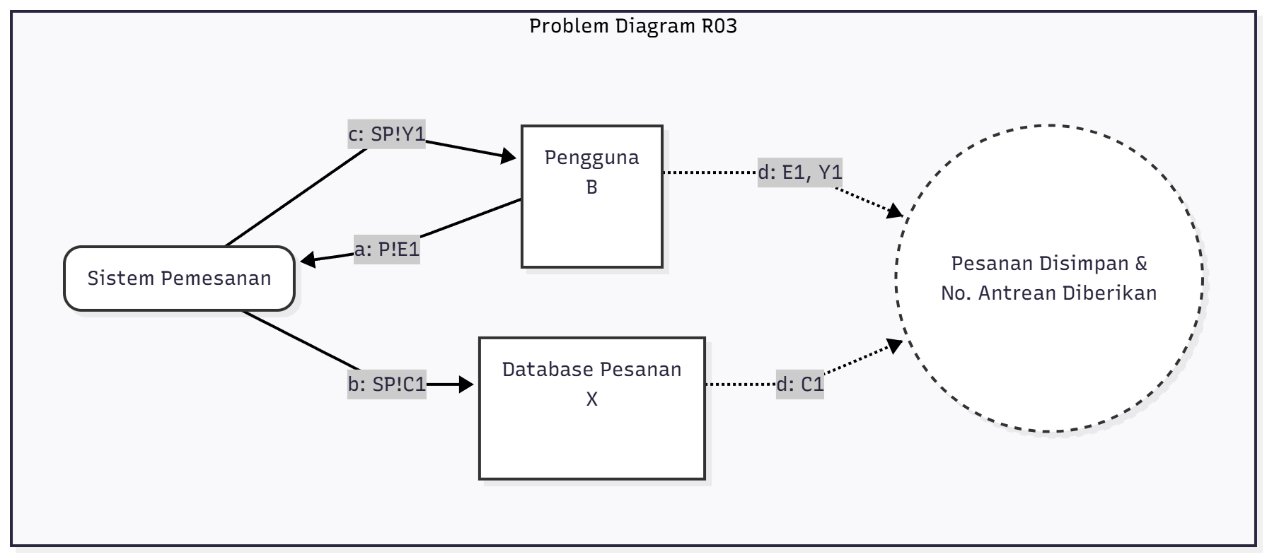 Problem Diagram R03
c: SP!Y1
Pengguna
B
d: E1, Y1
a: P!E1
Sistem Pemesanan
Pesanan Disimpan &
No. Antrean Diberikan
Database Pesanan
X
b: SP!C1
d: C1